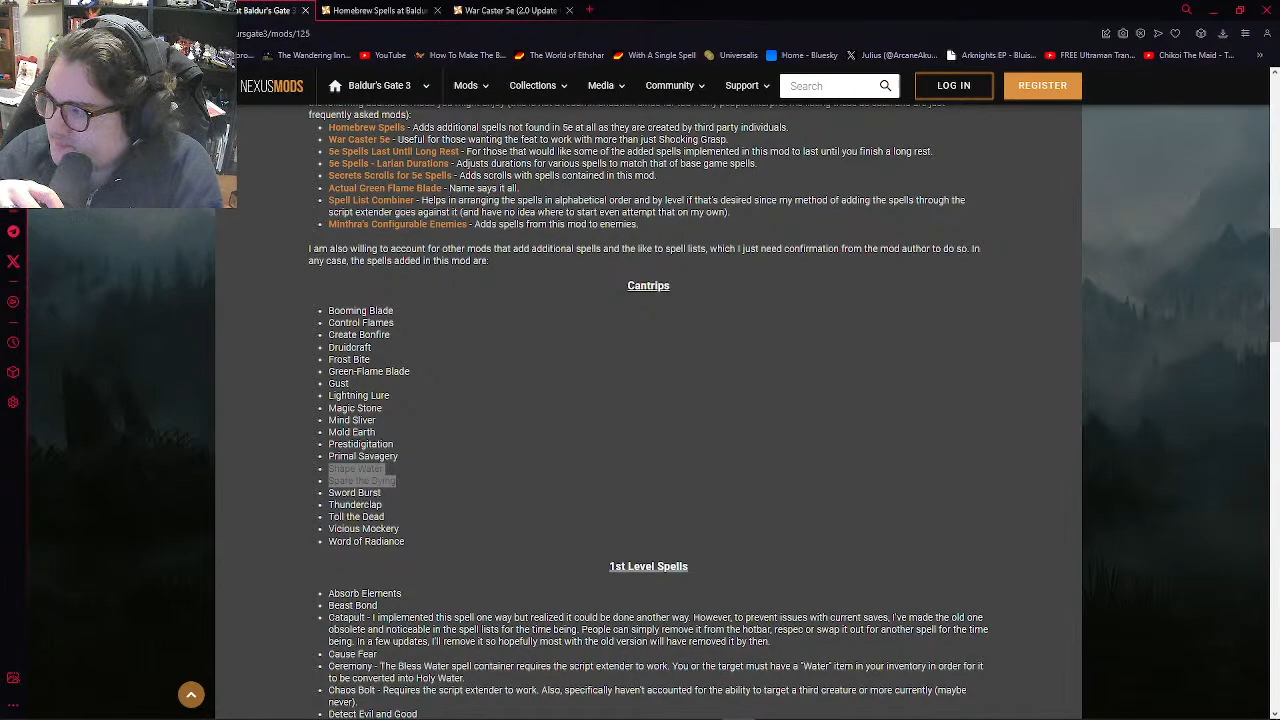 at Baldur's Gate 3
Homebrew Spells at Baldu
War Caster 5e (2.0 Update
ursgate3/mods/125
The Wandering Inn...
YouTube
How To Make The B...
The World of Ethshar
With A Single Spell
Universalis
Home - Bluesky
Julius (@ArcaneAku...
Arknights EP - Bluis...
FREE Ultraman Tran...
Chikoi The Maid - T...
NEXUSMODS
Baldur's Gate 3
Mods
Collections
Media
Community
Support
Search
LOG IN
REGISTER
frequently asked mods):
Homebrew Spells - Adds additional spells not found in 5e at all as they are created by third party individuals.
War Caster 5e - Useful for those wanting the fest to work with more than just Shocking Grasp.
5e Spells Last Until Long Rest - For those that would like some of the added spells implemented in this mod to last until you finish a long rest.
5e Spells - Larian Durations - Adjusts durations for various spells to match that of base game spells.
Secrets Scrolls for 5e Spells - Adds scrolls with spells contained in this mod.
Actual Green Flame Blade - Name says it all.
Spell List Combiner - Helps in arranging the spells in alphabetical order and if this is desired since my method of adding the spells through the
script extender goes against it (and have no idea where to start even attempt that on my own).
Minthra's Configurable Enemies - Adds spells from this mod to enemies.
I am also willing to account for other mods that add additional spells and the like to spell lists, which I just need confirmation from the mod author to do so. In
any case, the spells added in this mod are:
Cantrips
Booming Blade
Control Flames
Create Bonfire
Druidcraft
Frost Bite
Green-Flame Blade
Gust
Lightning Lure
Magic Stone
Mind Sliver
Mold Earth
Prestidigitation
Primal Savagery
Shape Water
Spare the Dying
Sword Burst
Thunderclap
Toll the Dead
Vicious Mockery
Word of Radiance
1st Level Spells
Absorb Elements
Beast Bond
Catapult - I implemented this spell one way but realized it could be done another way. However, to prevent issues with current saves, I've made the old one
obsolete and noticeable in the spell lists for the time being. People can simply remove it from the hotbar, respec or swap it out for another spell for the time
being. In a few updates, I'll remove it so hopefully most with the old version will have removed it by then.
Cause Fear
Ceremony - The Bless Water spell container requires the script extender to work. You or the target must have a "Water" item in your inventory in order for it
to be converted into Holy Water.
Chaos Bolt - Requires the script extender to work. Also, specifically haven't accounted for the ability to target a third creature or more currently (maybe
never).
Detect Evil and Good